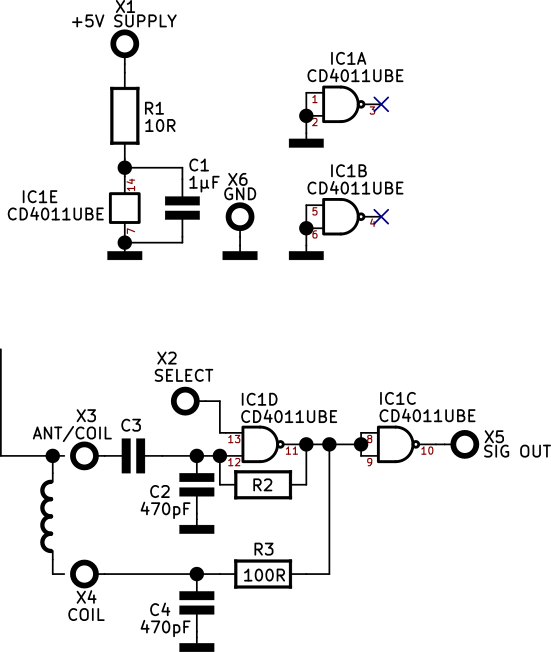 X1
+5V SUPPLY
R1
10R
14
IC1E
CD4011UBE
7
C1
1µF
X6
GND
IC1A
CD4011UBE
1
2
3
IC1B
CD4011UBE
5
6
4
X2
SELECT
X3
ANT/COIL
C3
IC1D
CD4011UBE
13
12
11
IC1C
CD4011UBE
8
9
10
X5
SIG OUT
C2
470pF
R2
R3
100R
X4
COIL
C4
470pF